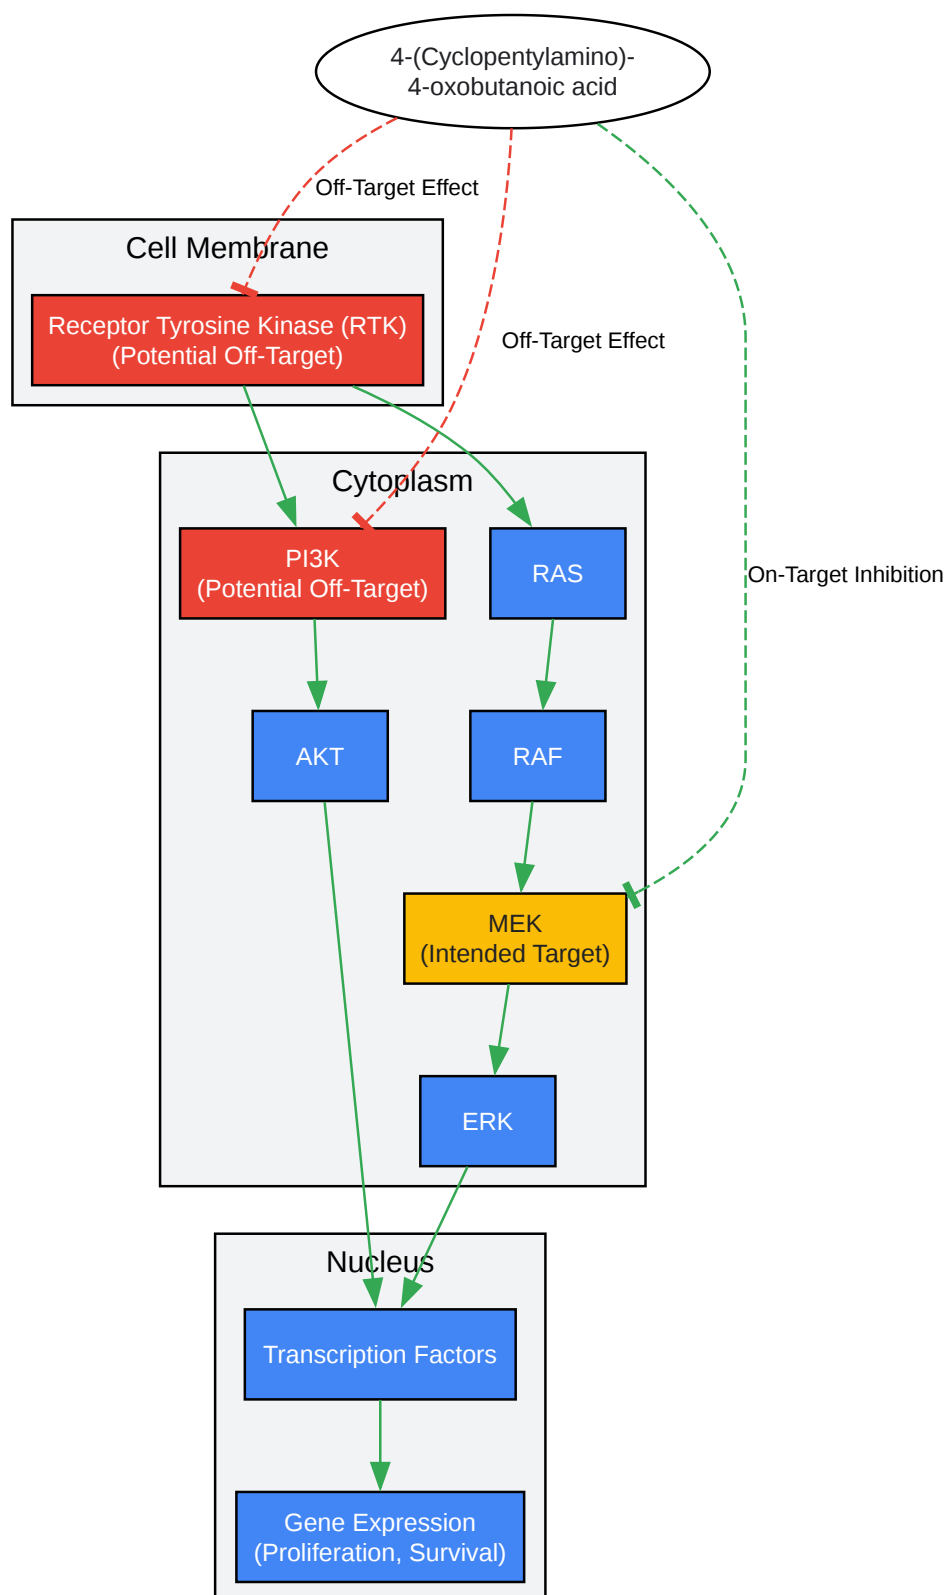 4-(Cyclopentylamino)-
4-oxobutanoic acid
Off-Target Effect
Cell Membrane
Receptor Tyrosine Kinase (RTK)
(Potential Off-Target)
Off-Target Effect
Cytoplasm
PI3K
(Potential Off-Target)
RAS
On-Target Inhibition
AKT
RAF
MEK
(Intended Target)
ERK
Nucleus
Transcription Factors
Gene Expression
(Proliferation, Survival)